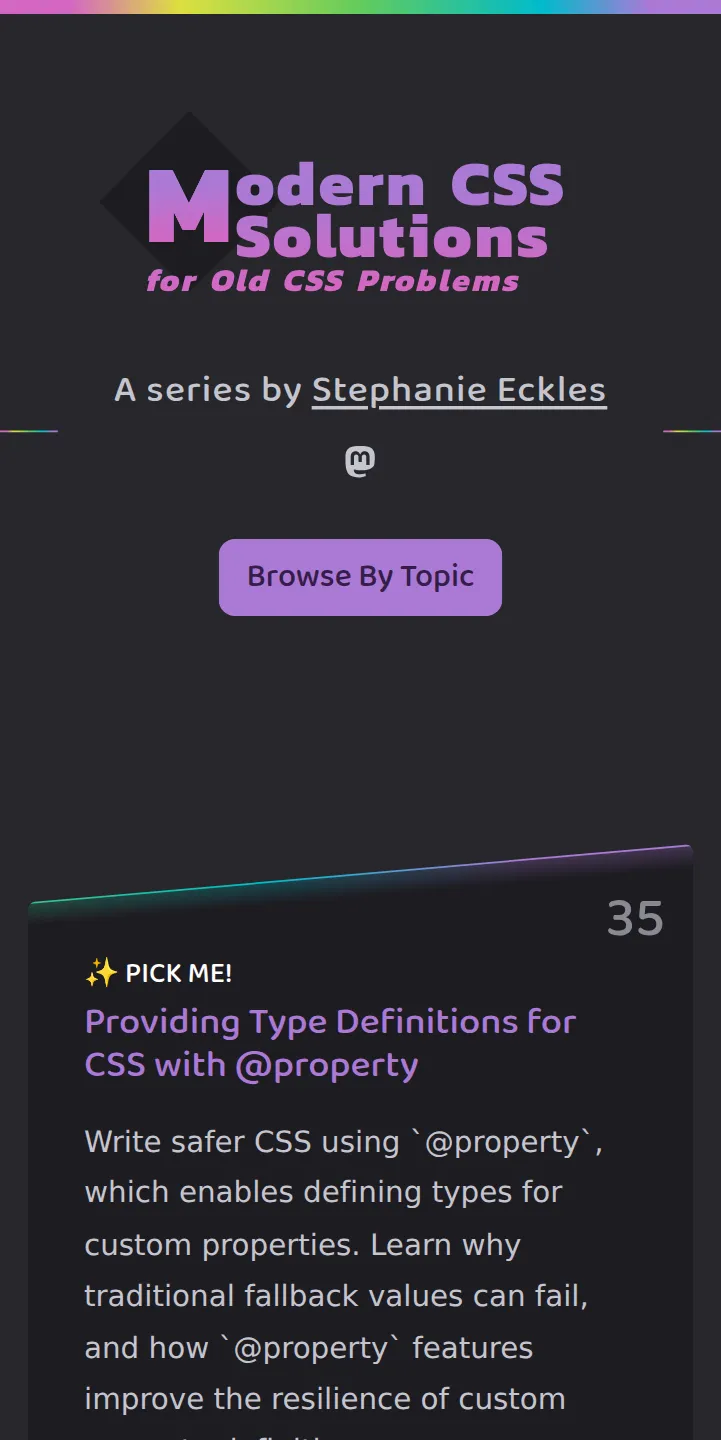 Modern CSS
Solutions
for Old CSS Problems
A series by Stephanie Eckles
Browse By Topic
35
✨ PICK ME!
Providing Type Definitions for
CSS with @property
Write safer CSS using `@property`,
which enables defining types for
custom properties. Learn why
traditional fallback values can fail,
and how `@property` features
improve the resilience of custom